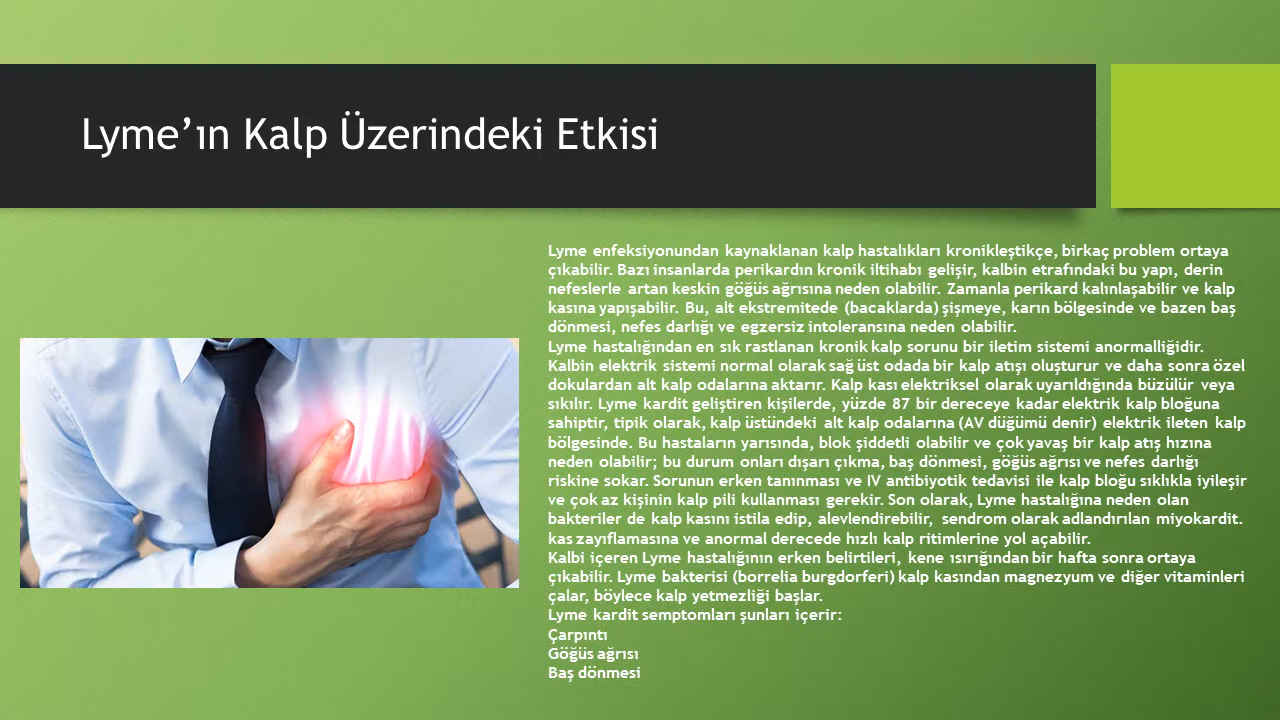 Lyme’ın Kalp Üzerindeki Etkisi
Lyme enfeksiyonundan kaynaklanan kalp hastalıkları kronikleştikçe, birkaç problem ortaya
çıkabilir. Bazı insanlarda perikardın kronik iltihabı gelişir, kalbin etrafındaki bu yapı, derin
nefeslerle artan keskin göğüs ağrısına neden olabilir. Zamanla perikard kalınlaşabilir ve kalp
kasına yapışabilir. Bu, alt ekstremitede (bacaklarda) şişmeye, karın bölgesinde ve bazen baş
dönmesi, nefes darlığı ve egzersiz intoleransına neden olabilir.
Lyme hastalığından en sık rastlanan kronik kalp sorunu bir iletim sistemi anormalliğidir.
Kalbin elektrik sistemi normal olarak sağ üst odada bir kalp atışı oluşturur ve daha sonra özel
dokulardan alt kalp odalarına aktarır. Kalp kası elektriksel olarak uyarıldığında büzülür veya
sıkılır. Lyme kardit geliştiren kişilerde, yüzde 87 bir dereceye kadar elektrik kalp bloğuna
sahiptir, tipik olarak, kalp üstündeki alt kalp odalarına (AV düğümü denir) elektrik ileten kalp
bölgesinde. Bu hastaların yarısında, blok şiddetli olabilir ve çok yavaş bir kalp atış hızına
neden olabilir; bu durum onları dışarı çıkma, baş dönmesi, göğüs ağrısı ve nefes darlığı
riskine sokar. Sorunun erken tanınması ve IV antibiyotik tedavisi ile kalp bloğu sıklıkla iyileşir
ve çok az kişinin kalp pili kullanması gerekir. Son olarak, Lyme hastalığına neden olan
bakteriler de kalp kasını istila edip, alevlendirebilir, sendrom olarak adlandırılan miyokardit.
kas zayıflamasına ve anormal derecede hızlı kalp ritimlerine yol açabilir.
Kalbi içeren Lyme hastalığının erken belirtileri, kene ısırığından bir hafta sonra ortaya
çıkabilir. Lyme bakterisi (borrelia burgdorferi) kalp kasından magnezyum ve diğer vitaminleri
çalar, böylece kalp yetmezliği başlar.
Lyme kardit semptomları şunları içerir:
Çarpıntı
Göğüs ağrısı
Baş dönmesi